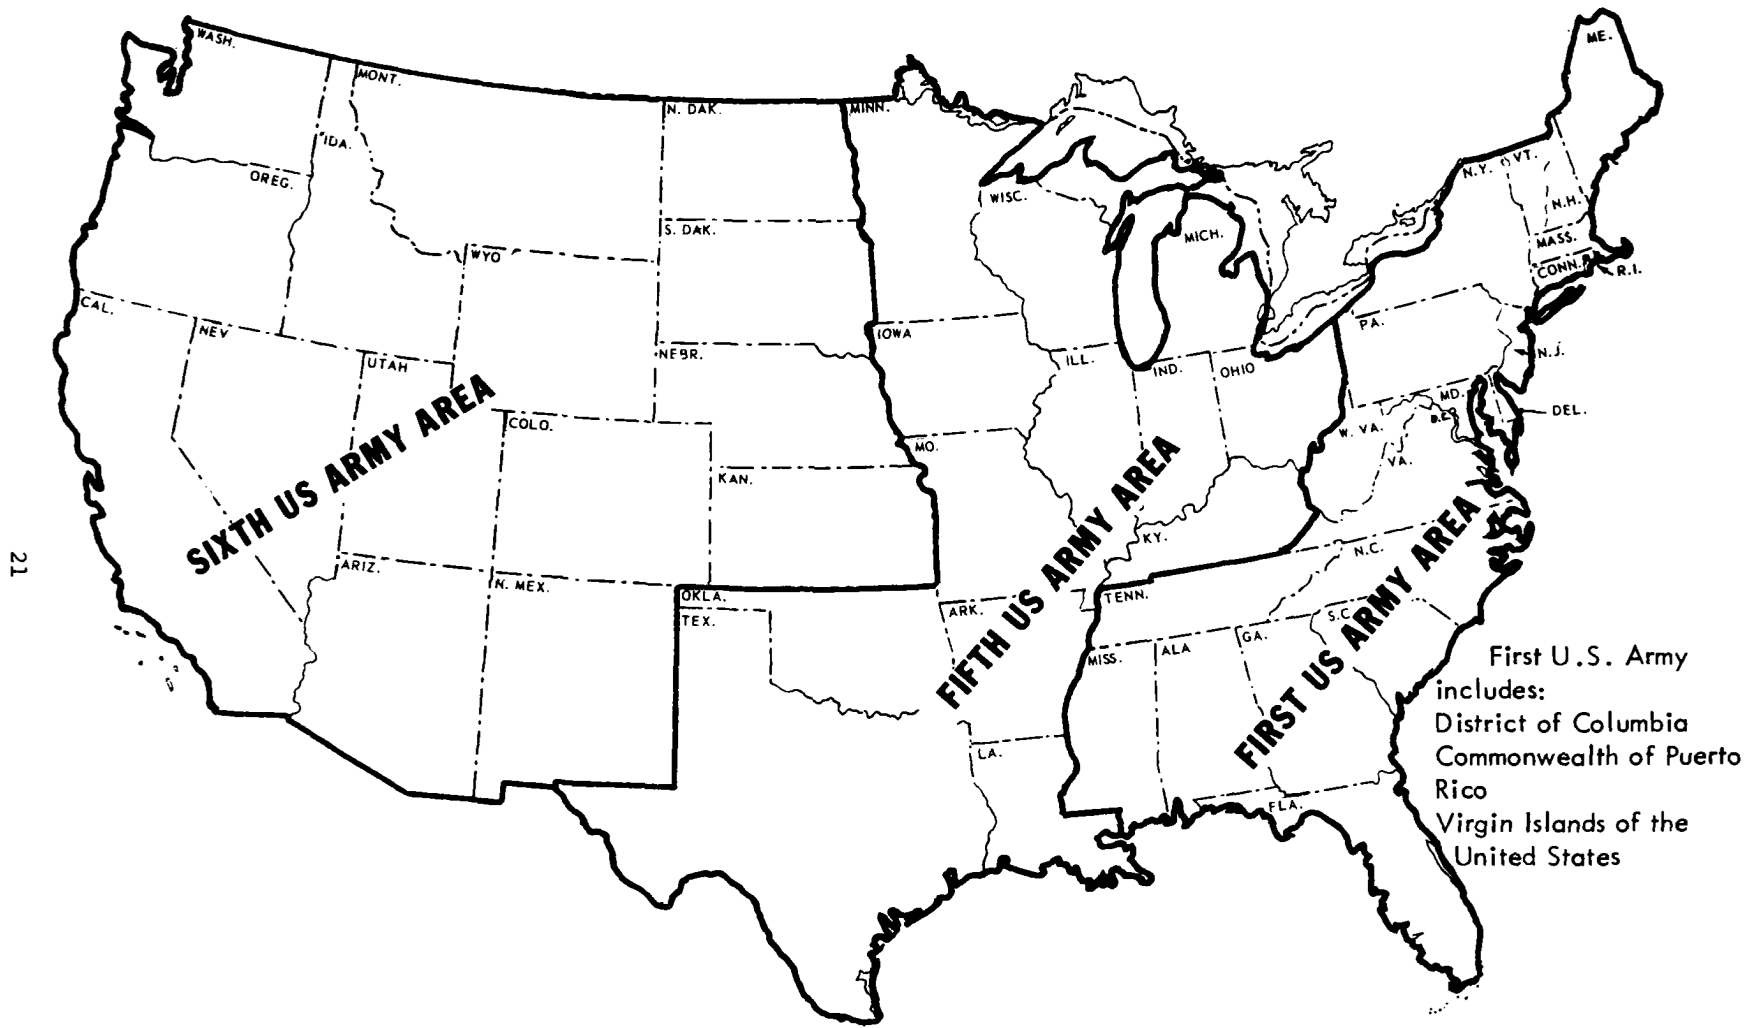 WASH.
MONT.
N. DAK.
MINN.
ME.
IDA.
OREG.
S. DAK.
WISC.
MICH.
N.Y.
VT.
N.H.
MASS.
CONN.
R.I.
WYO
CAL.
NEV
UTAH
NEBR.
IOWA
ILL.
IND.
OHIO
PA.
N.J.
MD.
DEL.
W. VA.
VA.
COLO.
KAN.
MO.
KY.
N.C.
SIXTH US ARMY AREA
FIFTH US ARMY AREA
FIRST US ARMY AREA
21
ARIZ.
N. MEX.
OKLA.
TEX.
ARK.
TENN.
MISS.
ALA
GA.
S.C.
LA.
FLA.
First U.S. Army
includes:
District of Columbia
Commonwealth of Puerto
Rico
Virgin Islands of the
United States